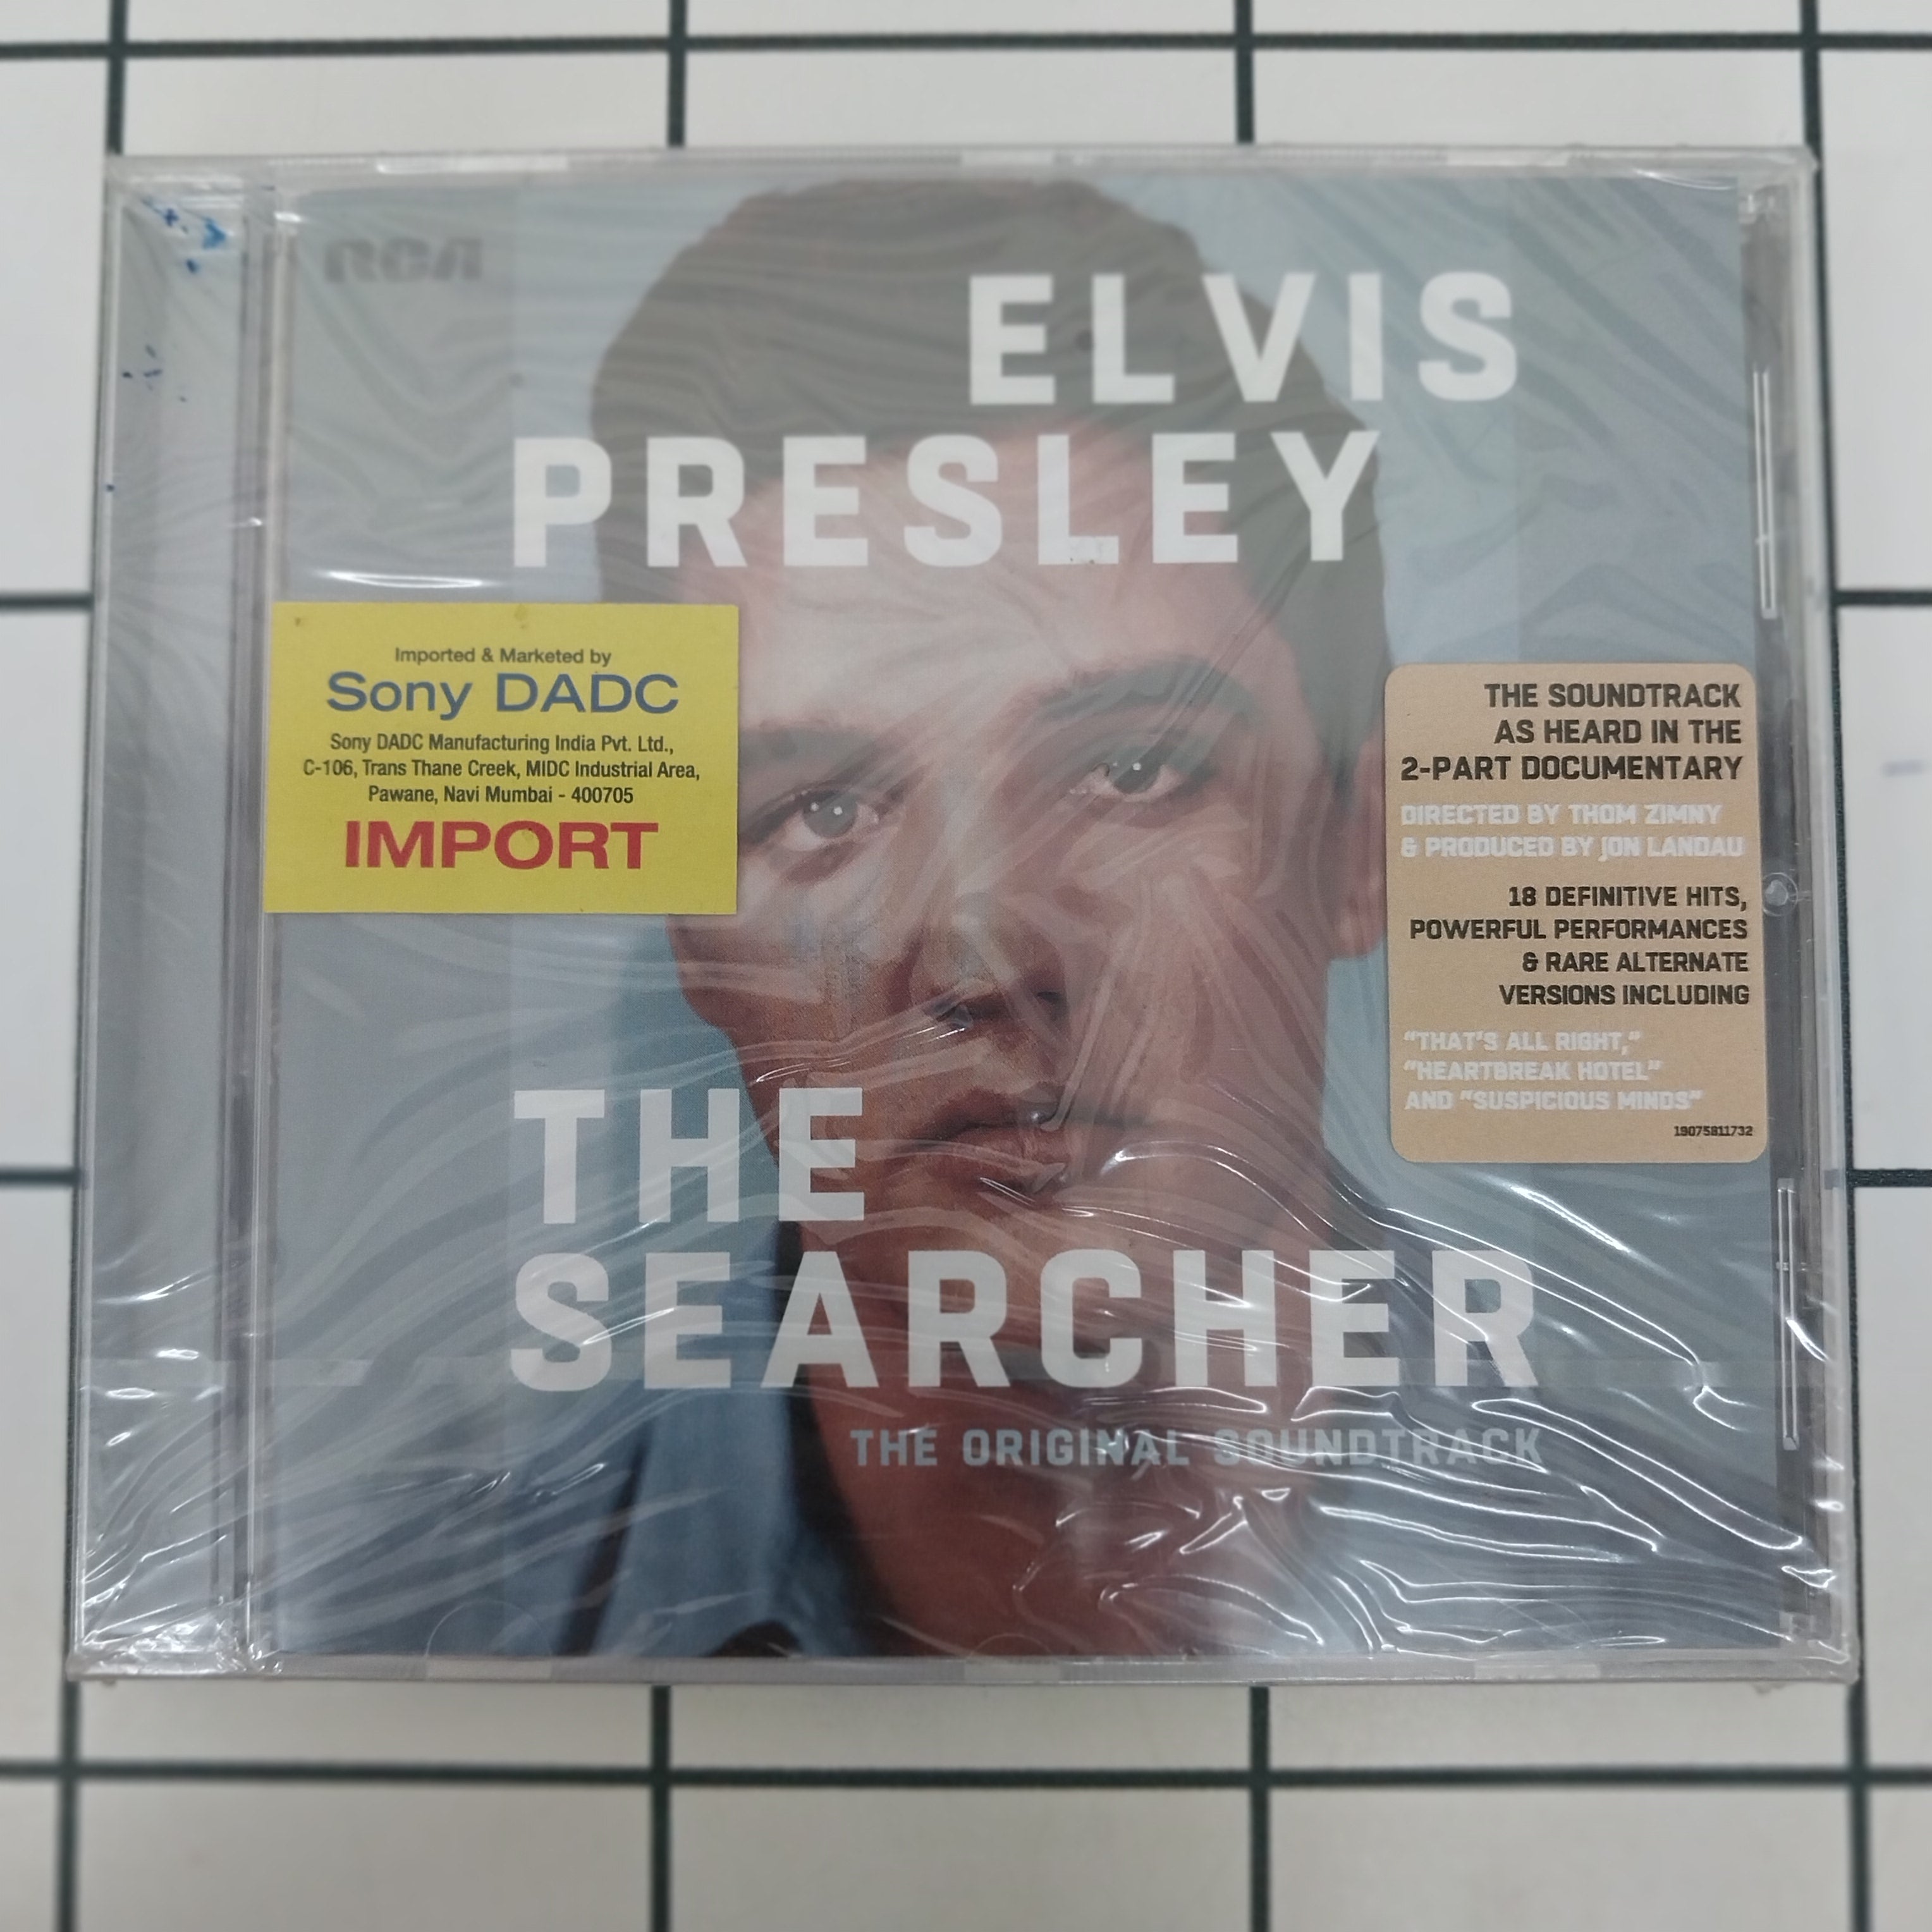 RCA
ELVIS
PRESLEY
Imported & Marketed by
Sony DADC
Sony DADC Manufacturing India Pvt. Ltd.,
C-106, Trans Thane Creek, MIDC Industrial Area,
Pawane, Navi Mumbai - 400705
IMPORT
THE SOUNDTRACK
AS HEARD IN THE
2-PART DOCUMENTARY
DIRECTED BY THOM ZIMNY
& PRODUCED BY JON LANDAU
18 DEFINITIVE HITS,
POWERFUL PERFORMANCES
& RARE ALTERNATE
VERSIONS INCLUDING
"THAT'S ALL RIGHT,"
"HEARTBREAK HOTEL"
AND "SUSPICIOUS MINDS"
19075811732
THE
SEARCHER
THE ORIGINAL SOUNDTRACK